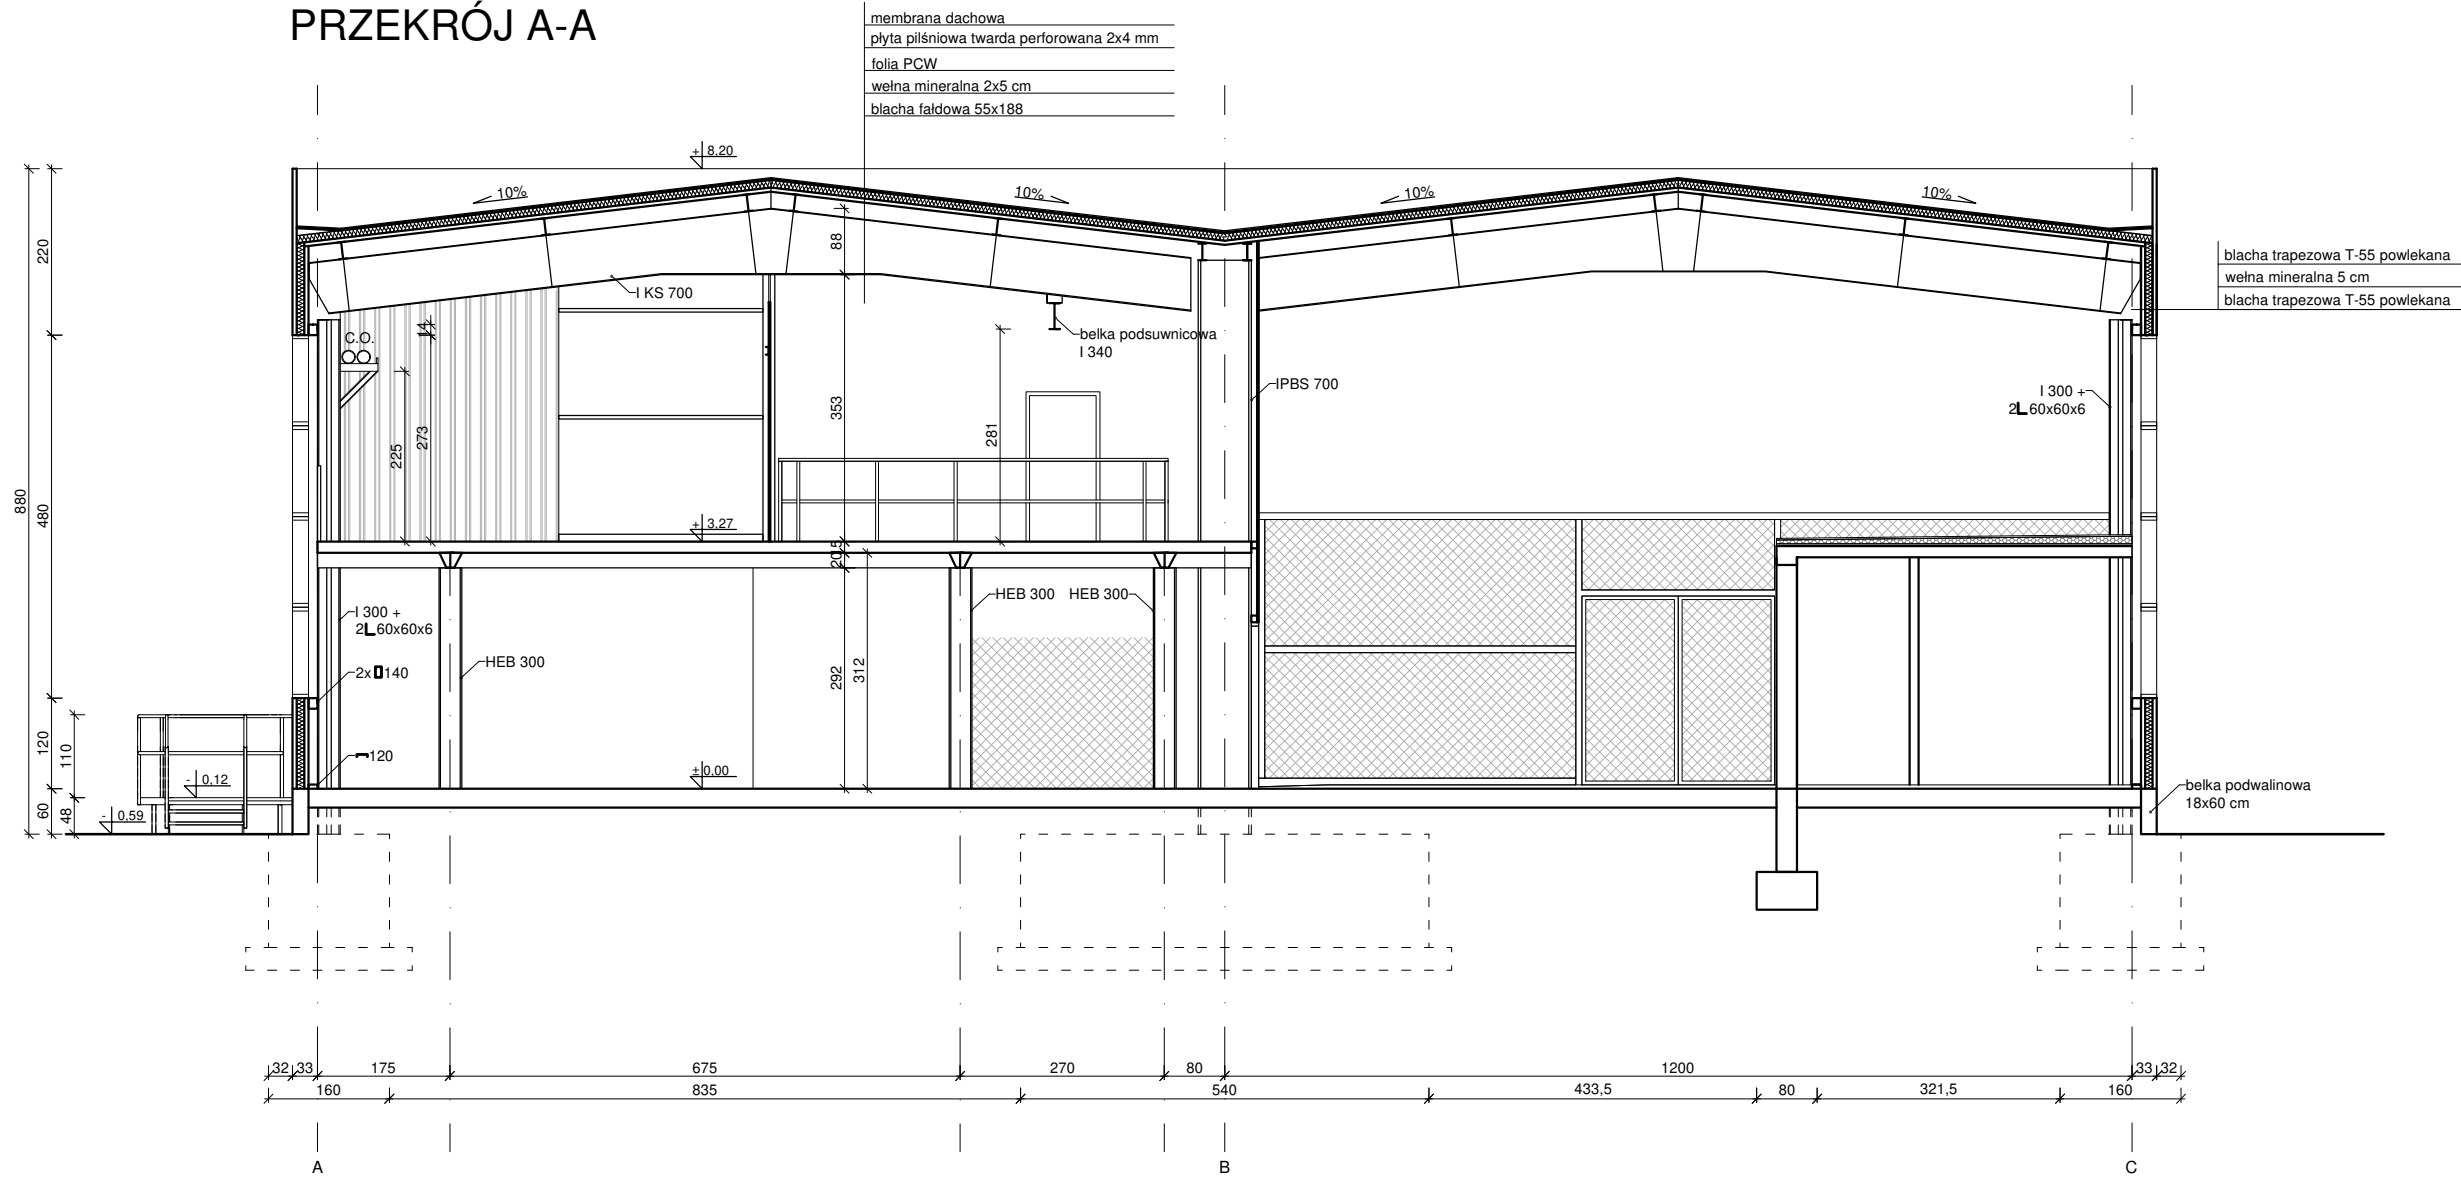 PRZEKRÓJ A-A
membrana dachowa
płyta pilśniowa twarda perforowana 2x4 mm
folia PCW
wełna mineralna 2x5 cm
blacha fałdowa 55x188
+ 8,20
10%
10%
10%
10%
220
88
blacha trapezowa T-55 powlekana
wełna mineralna 5 cm
blacha trapezowa T-55 powlekana
I KS 700
14
C.O.
belka podsuwnicowa
I 340
IPBS 700
I 300 +
2L 60x60x6
353
281
273
225
880
480
+ 3,27
15
20
HEB 300
HEB 300
I 300 +
2L 60x60x6
HEB 300
2x 140
292
312
120
110
120
± 0,00
- 0,12
belka podwalinowa
18x60 cm
60
48
- 0,59
32
33
175
675
270
80
1200
33
32
160
835
540
433,5
80
321,5
160
A
B
C